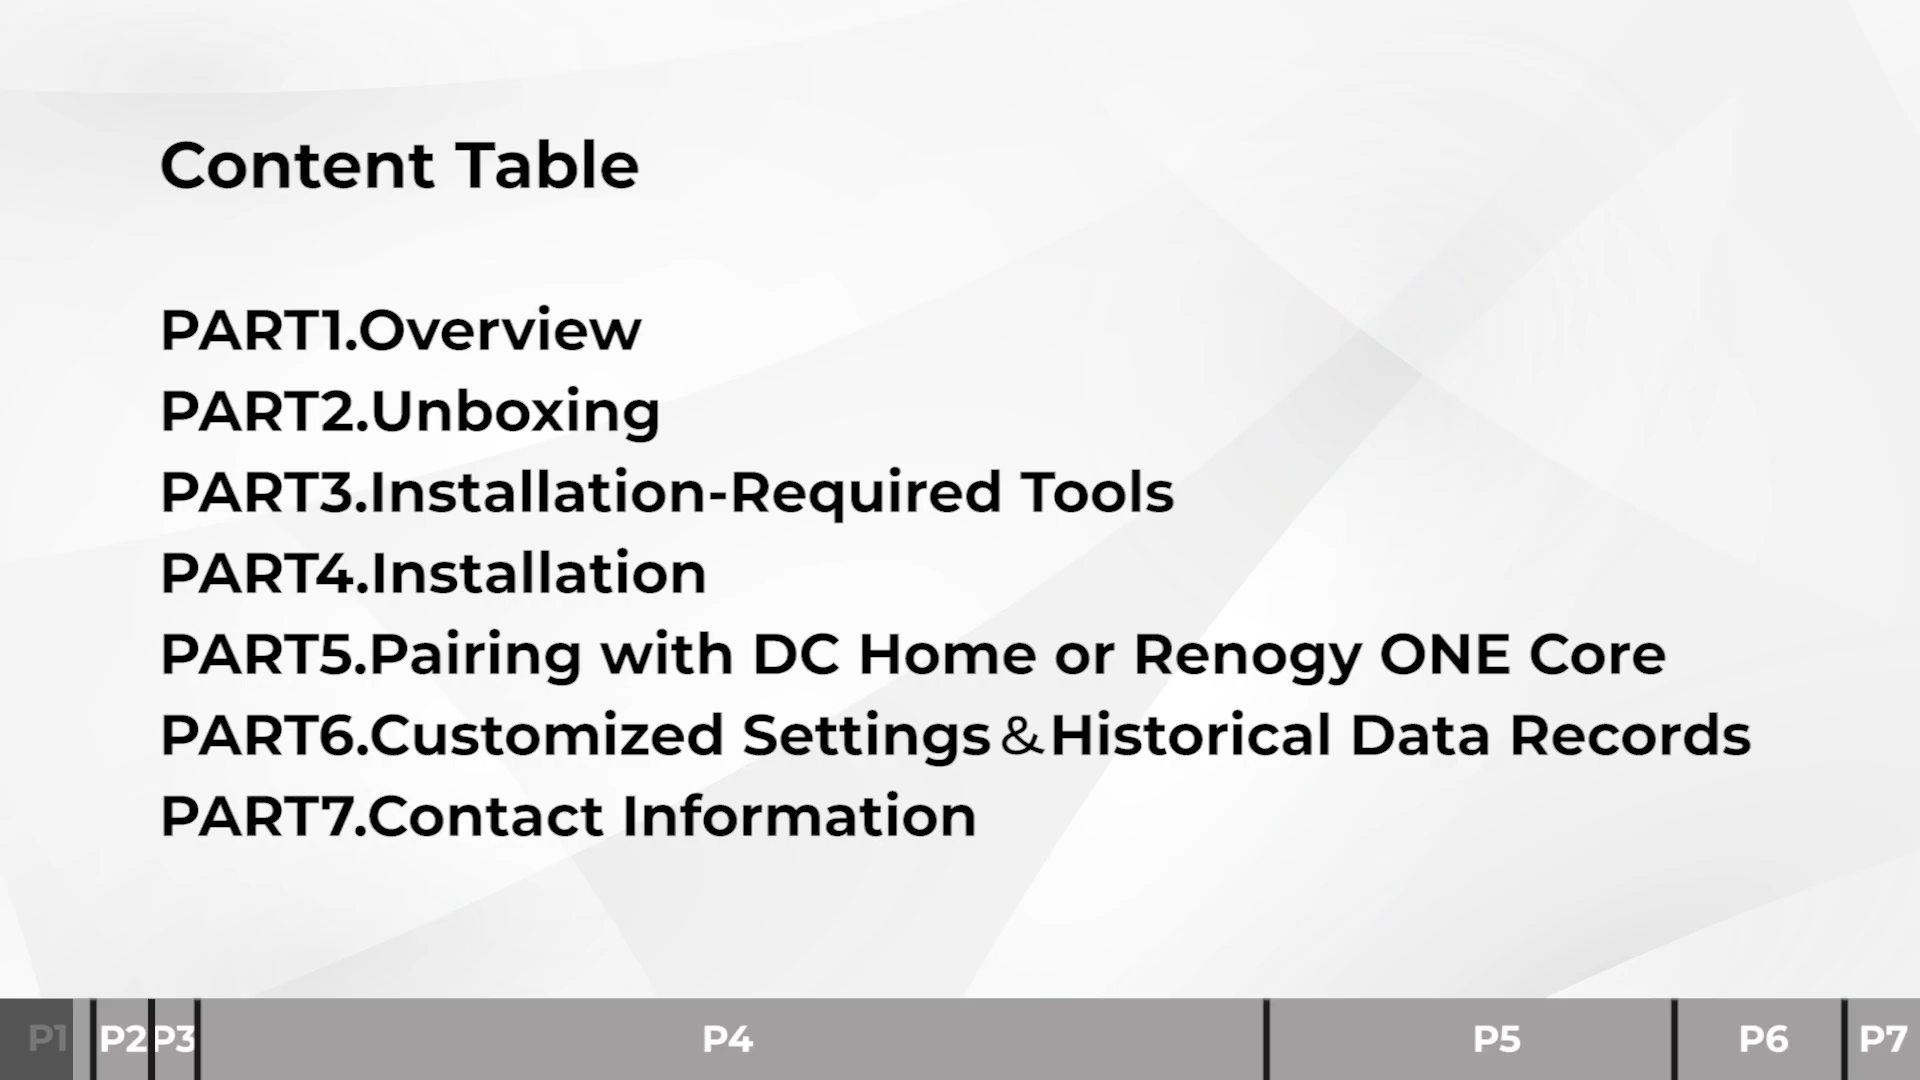 Content Table
PART1.Overview
PART2.Unboxing
PART3.Installation-Required Tools
PART4.Installation
PART5.Pairing with DC Home or Renogy ONE Core
PART6.Customized Settings&Historical Data Records
PART7.Contact Information
P1 P2 P3 P4 P5 P6 P7